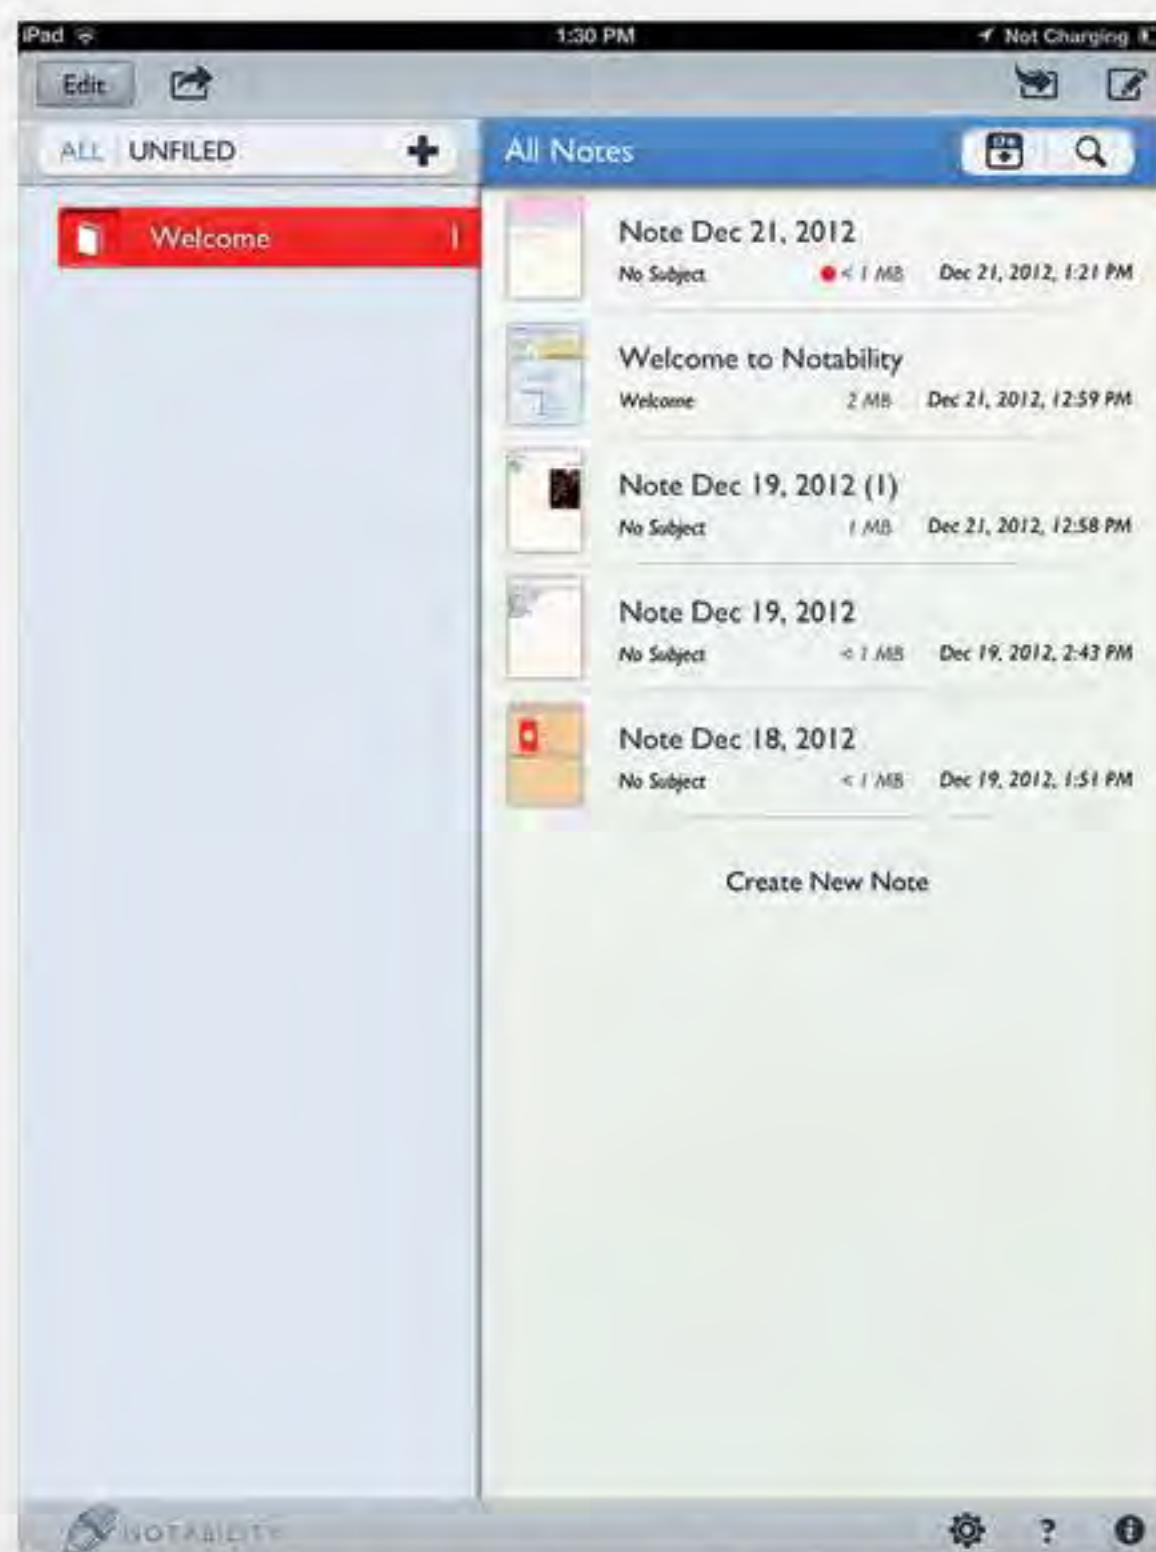 iPad
1:30 PM
Not Charging
Edit
ALL UNFILED
All Notes
Welcome 1
Note Dec 21, 2012
No Subject < 1 MB Dec 21, 2012, 1:21 PM
Welcome to Notability
Welcome 2 MB Dec 21, 2012, 12:59 PM
Note Dec 19, 2012 (1)
No Subject 1 MB Dec 21, 2012, 12:58 PM
Note Dec 19, 2012
No Subject < 1 MB Dec 19, 2012, 2:43 PM
Note Dec 18, 2012
No Subject < 1 MB Dec 19, 2012, 1:51 PM
Create New Note
NOTABILITY
?